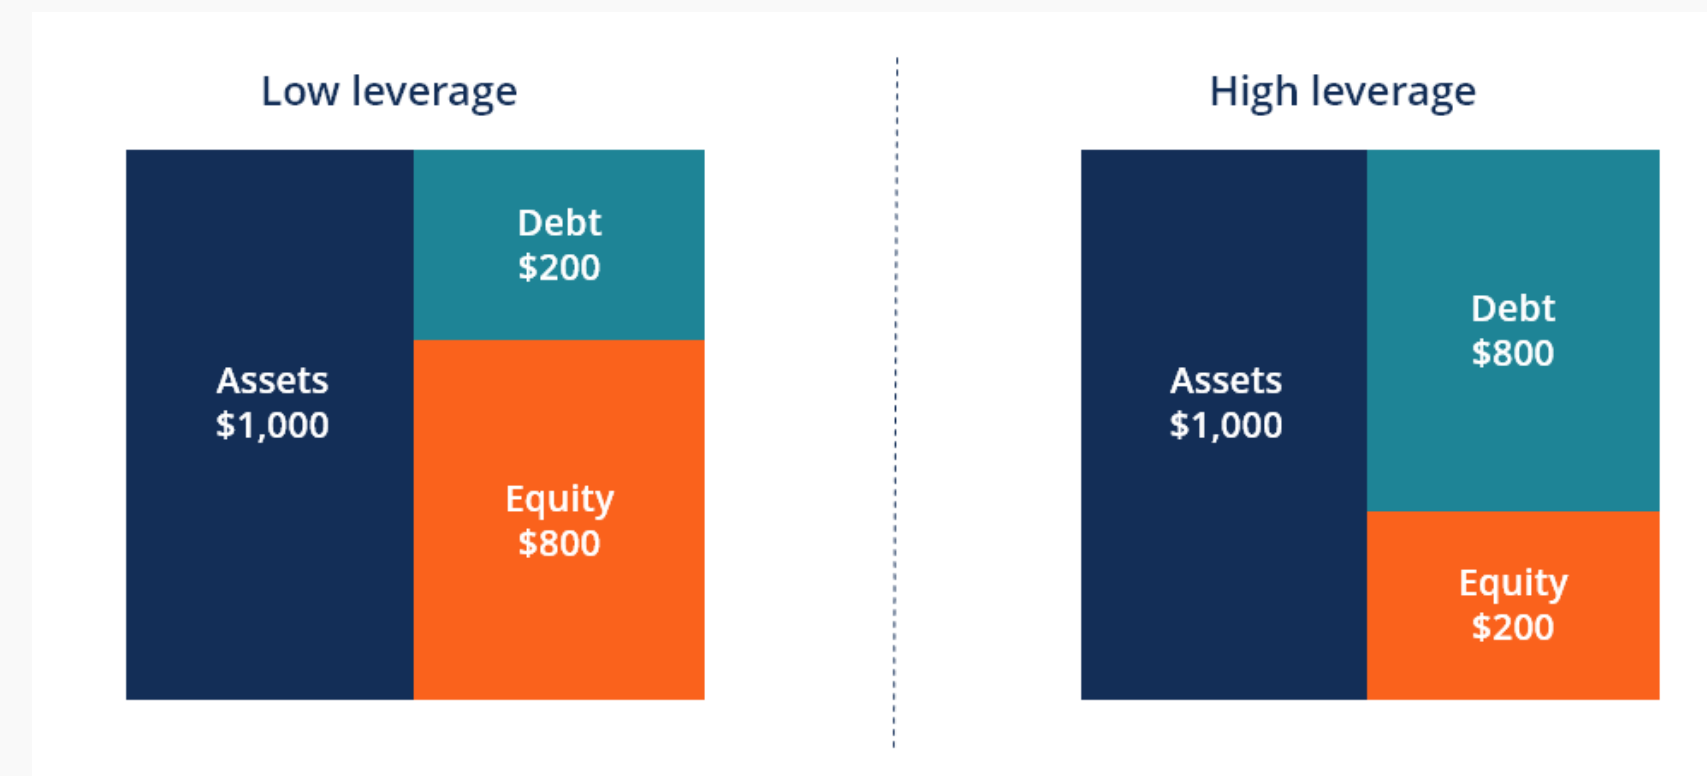 Low leverage
Assets
$1,000
Debt
$200
Equity
$800
High leverage
Assets
$1,000
Debt
$800
Equity
$200